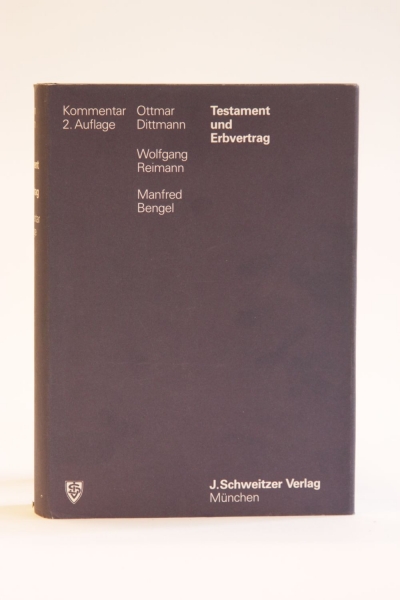 Kommentar
2. Auflage
Ottmar
Dittmann
Wolfgang
Reimann
Manfred
Bengel
Testament
und
Erbvertrag
J. Schweitzer Verlag
München